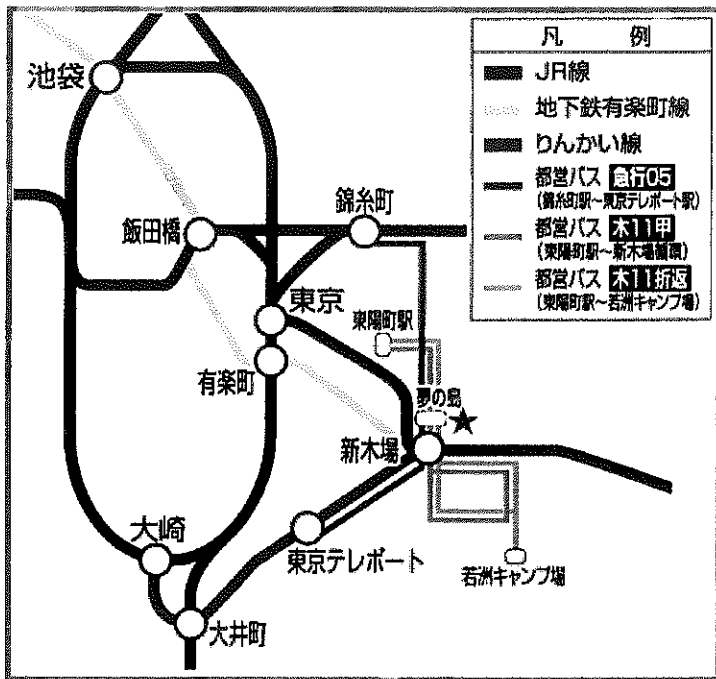 凡 例
JR線
地下鉄有楽町線
りんかい線
都営バス 急行05
(錦糸町駅～東京テレポート駅)
都営バス 木11甲
(東陽町駅～新木場循環)
都営バス 木11折返
(東陽町駅～若洲キャンプ場)
池袋
飯田橋
錦糸町
東京
東陽町駅
有楽町
夢の島
新木場
大崎
東京テレポート
若洲キャンプ場
大井町